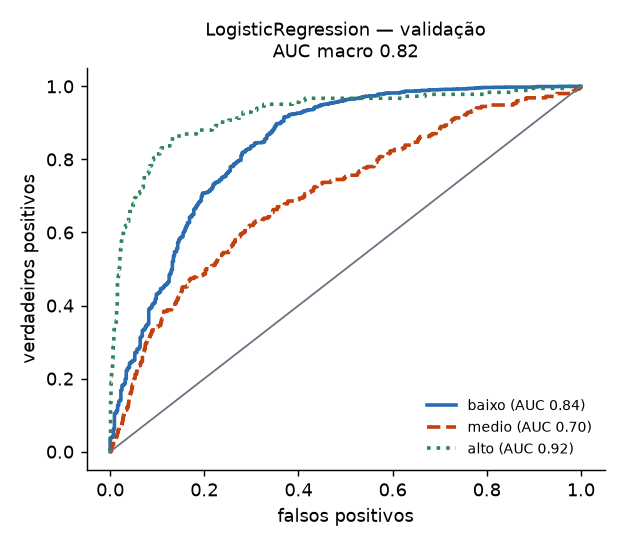 LogisticRegression — validação
AUC macro 0.82
verdadeiros positivos
1.0
0.8
0.6
0.4
0.2
0.0
baixo (AUC 0.84)
medio (AUC 0.70)
alto (AUC 0.92)
0.0 0.2 0.4 0.6 0.8 1.0
falsos positivos